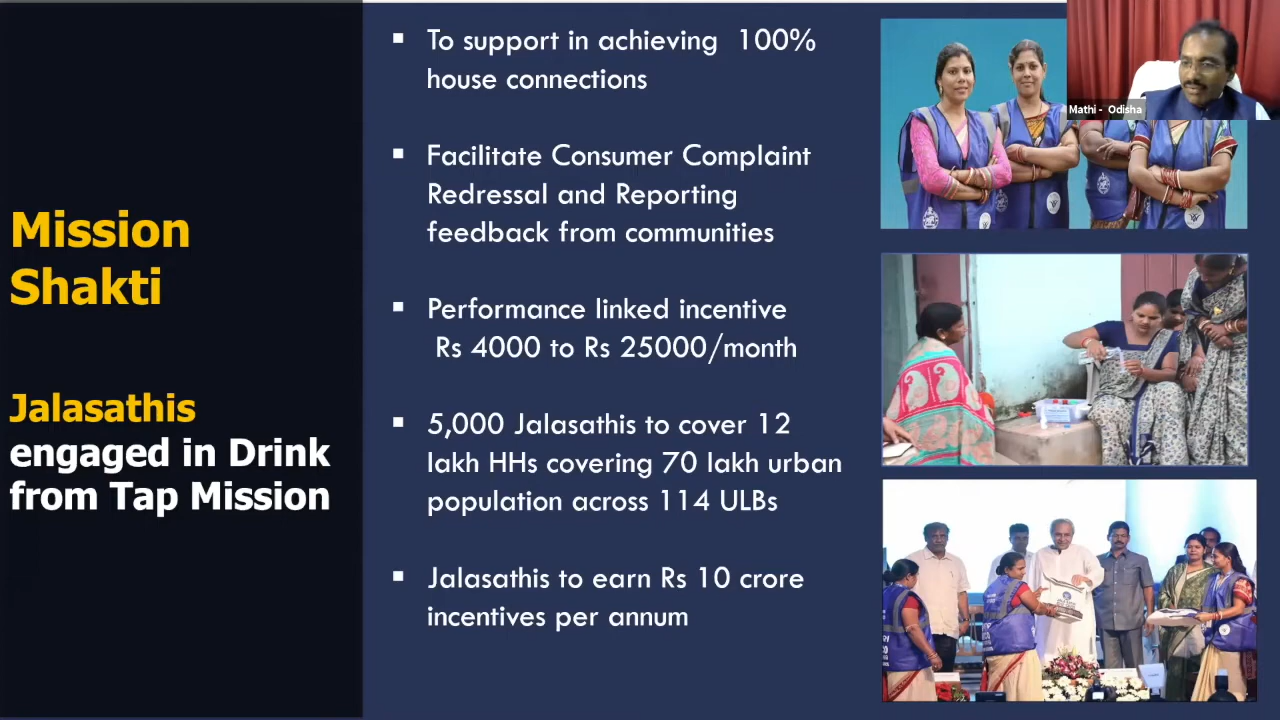 Mission
Shakti
Jalasathis
engaged in Drink
from Tap Mission
To support in achieving 100%
house connections
Facilitate Consumer Complaint
Redressal and Reporting
feedback from communities
Performance linked incentive
Rs 4000 to Rs 25000/month
5,000 Jalasathis to cover 12
lakh HHs covering 70 lakh urban
population across 114 ULBs
Jalasathis to earn Rs 10 crore
incentives per annum
Mathi - Odisha